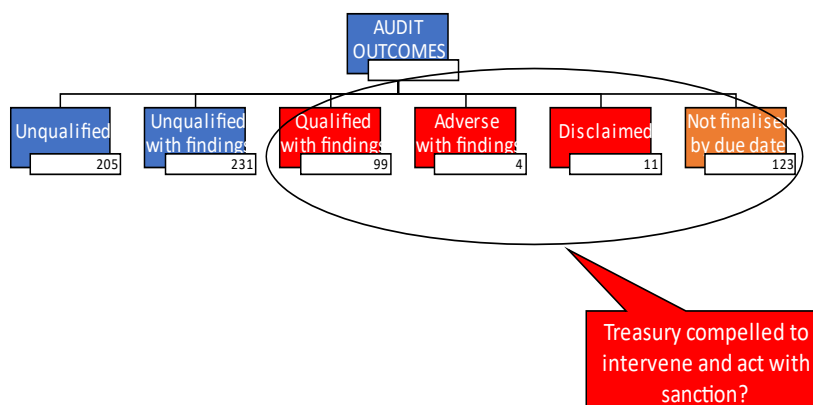 AUDIT
OUTCOMES
Unqualified
205
Unqualified
with findings
231
Qualified
with findings
99
Adverse
with findings
4
Disclaimed
11
Not finalised
by due date
123
Treasury compelled to
intervene and act with
sanction?